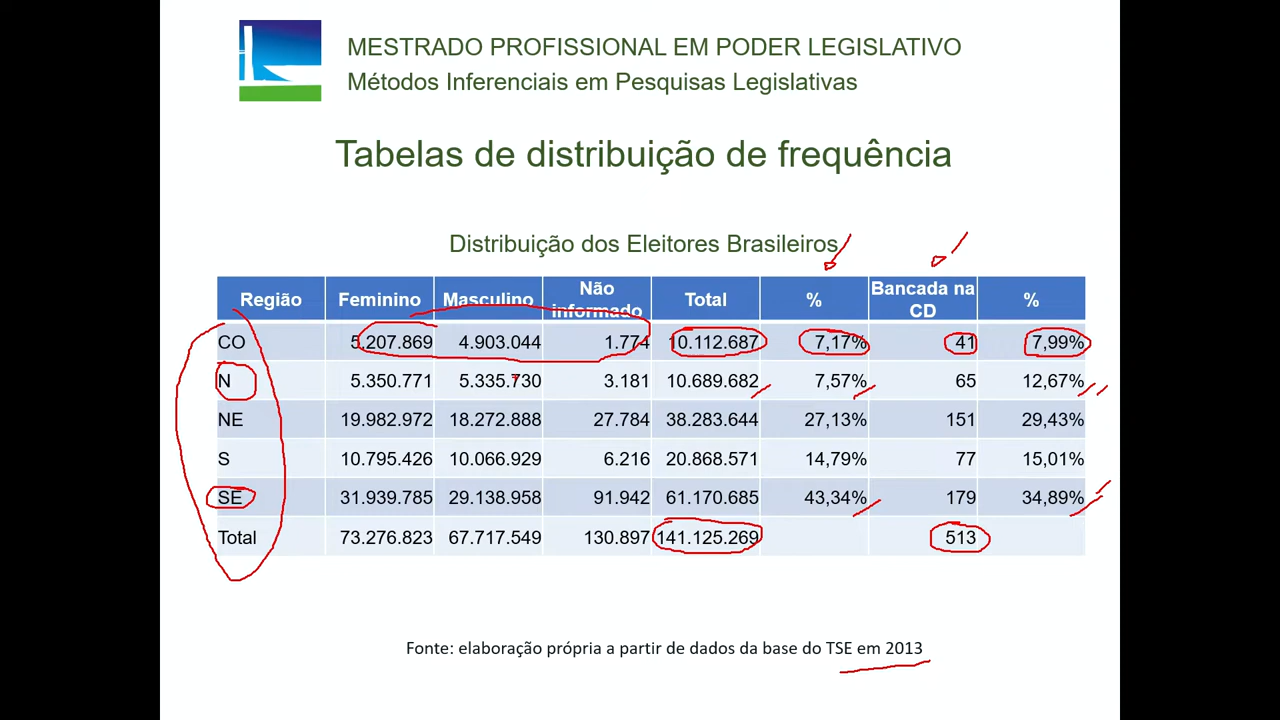 MESTRADO PROFISSIONAL EM PODER LEGISLATIVO
Métodos Inferenciais em Pesquisas Legislativas
Tabelas de distribuição de frequência
Distribuição dos Eleitores Brasileiros
Região Feminino Masculino Não informado Total % Bancada na CD %
CO 5.207.869 4.903.044 1.774 10.112.687 7,17% 41 7,99%
N 5.350.771 5.335.730 3.181 10.689.682 7,57% 65 12,67%
NE 19.982.972 18.272.888 27.784 38.283.644 27,13% 151 29,43%
S 10.795.426 10.066.929 6.216 20.868.571 14,79% 77 15,01%
SE 31.939.785 29.138.958 91.942 61.170.685 43,34% 179 34,89%
Total 73.276.823 67.717.549 130.897 141.125.269 513
Fonte: elaboração própria a partir de dados da base do TSE em 2013